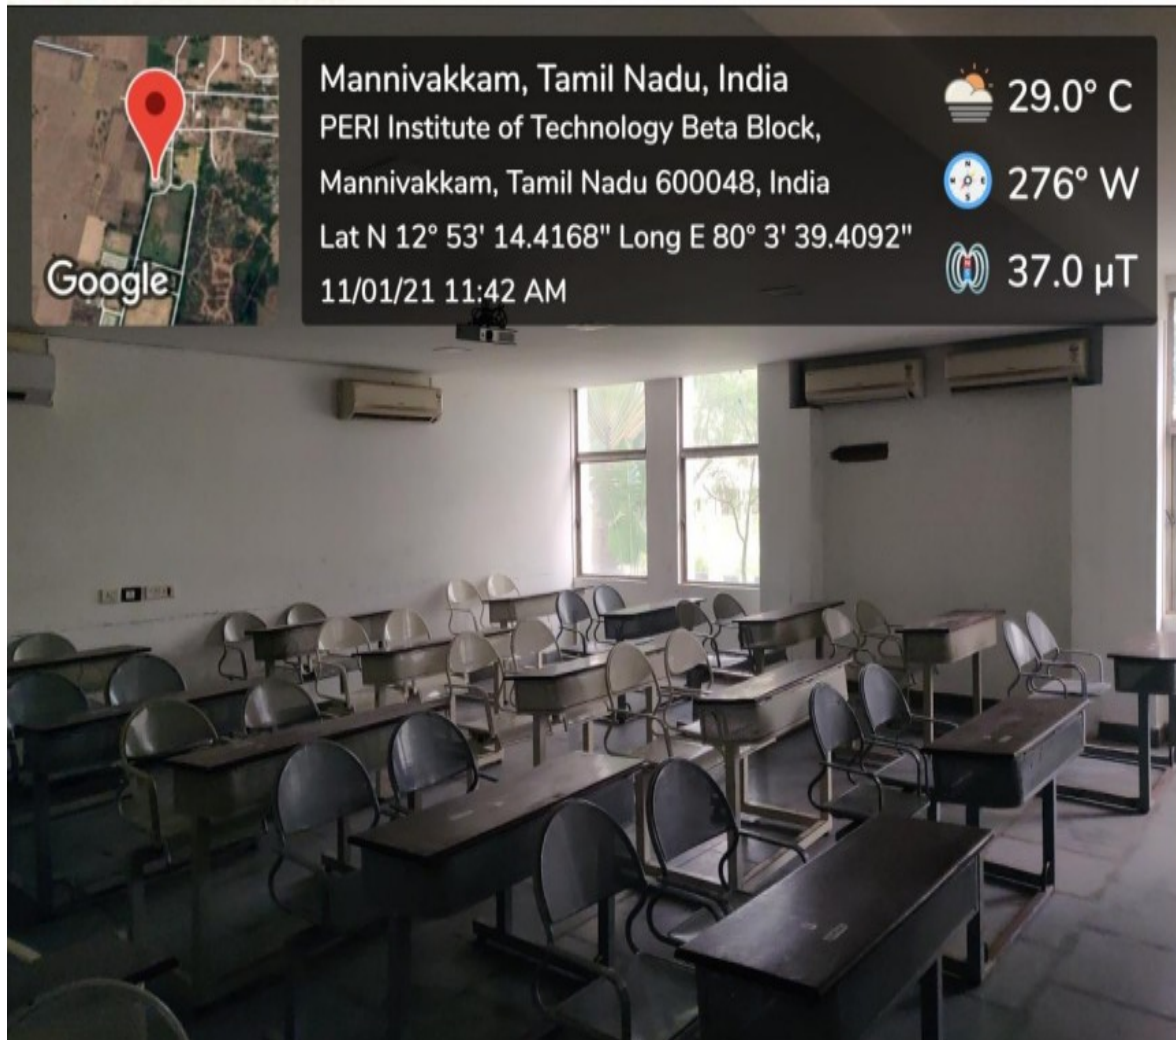 Mannivakkam, Tamil Nadu, India
PERI Institute of Technology Beta Block,
Mannivakkam, Tamil Nadu 600048, India
Lat N 12° 53' 14.4168" Long E 80° 3' 39.4092"
11/01/21 11:42 AM
29.0° C
276° W
37.0 µT
Google